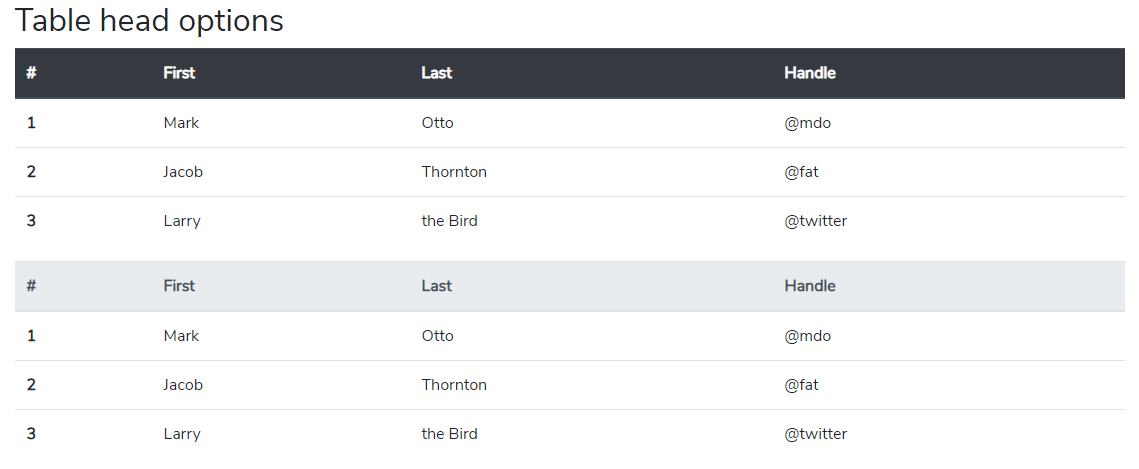 Table head options
# First Last Handle
1 Mark Otto @mdo
2 Jacob Thornton @fat
3 Larry the Bird @twitter
# First Last Handle
1 Mark Otto @mdo
2 Jacob Thornton @fat
3 Larry the Bird @twitter